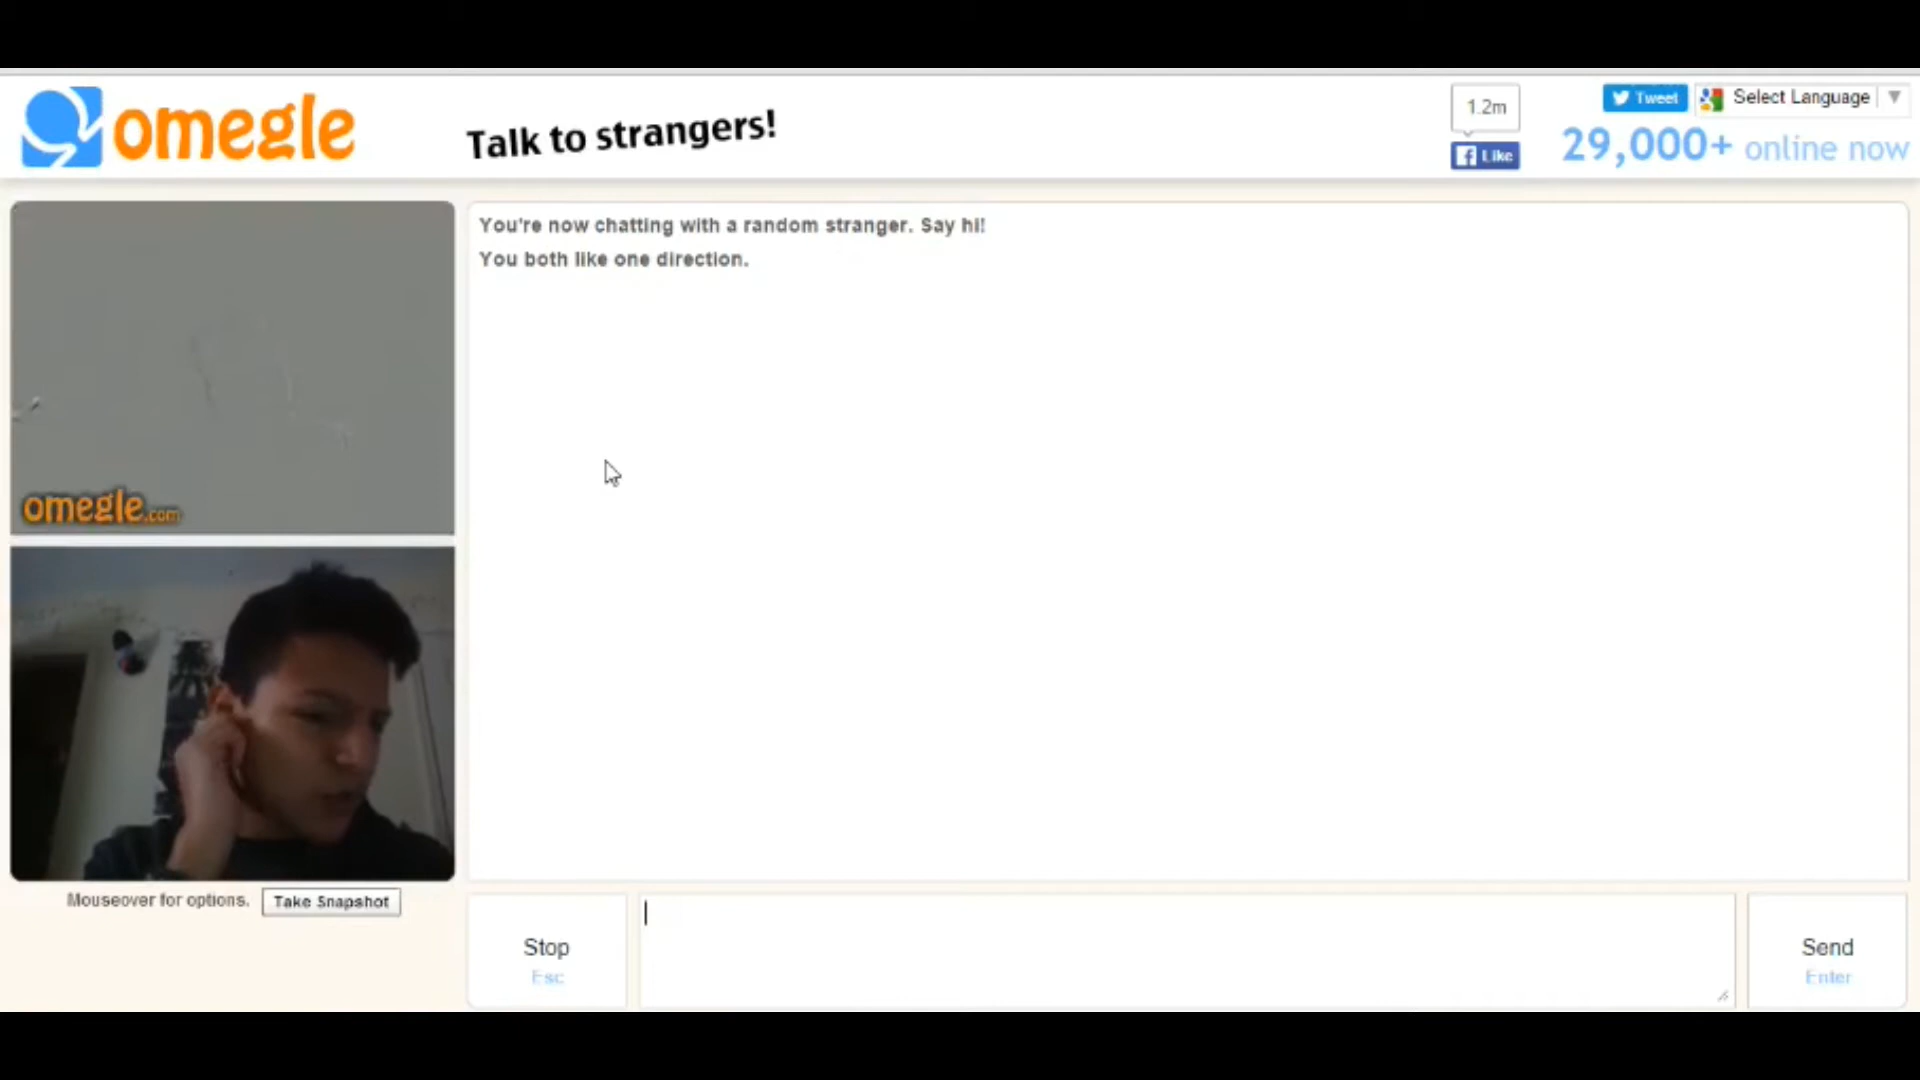 omegle
Talk to strangers!
1.2m
Like
Tweet
Select Language
29,000+ online now
You're now chatting with a random stranger. Say hi!
You both like one direction.
omegle.com
Mouseover for options.
Take Snapshot
Stop
Esc
Send
Enter